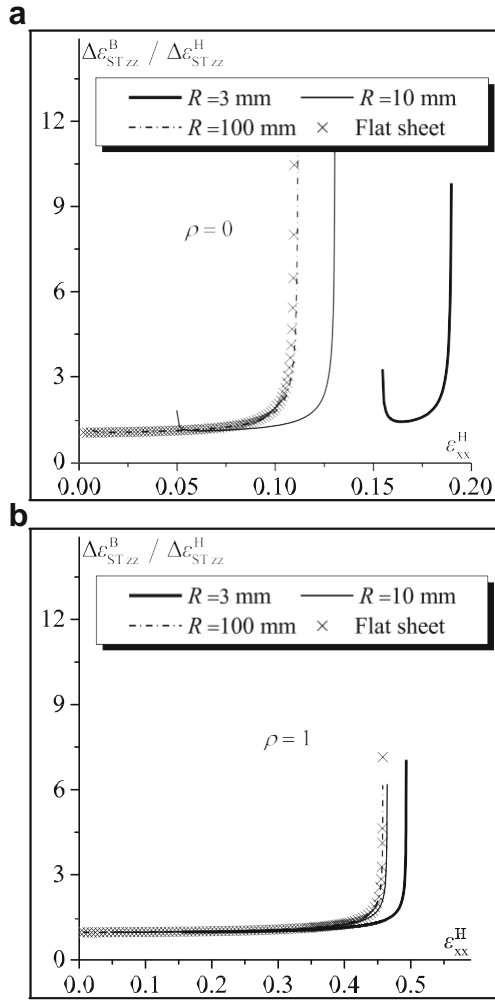 a
Δε^B_ST zz / Δε^H_ST zz
R =3 mm R =10 mm
R =100 mm × Flat sheet
12
9
ρ = 0
6
3
ε^H_xx
0
0.00 0.05 0.10 0.15 0.20
b
Δε^B_ST zz / Δε^H_ST zz
12
R =3 mm R =10 mm
R =100 mm × Flat sheet
9
ρ = 1
6
3
ε^H_xx
0
0.0 0.1 0.2 0.3 0.4 0.5